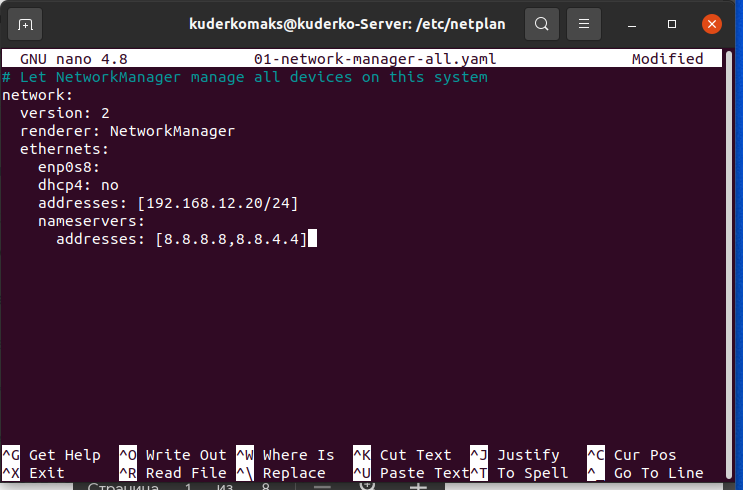 kuderkomaks@kuderko-Server: /etc/netplan
GNU nano 4.8 01-network-manager-all.yaml Modified
# Let NetworkManager manage all devices on this system
network:
  version: 2
  renderer: NetworkManager
  ethernets:
    enp0s8:
    dhcp4: no
    addresses: [192.168.12.20/24]
    nameservers:
      addresses: [8.8.8.8,8.8.4.4]
^G Get Help ^O Write Out ^W Where Is ^K Cut Text ^J Justify ^C Cur Pos
^X Exit ^R Read File ^\ Replace ^U Paste Text ^T To Spell ^_ Go To Line
Страница 1 из 8